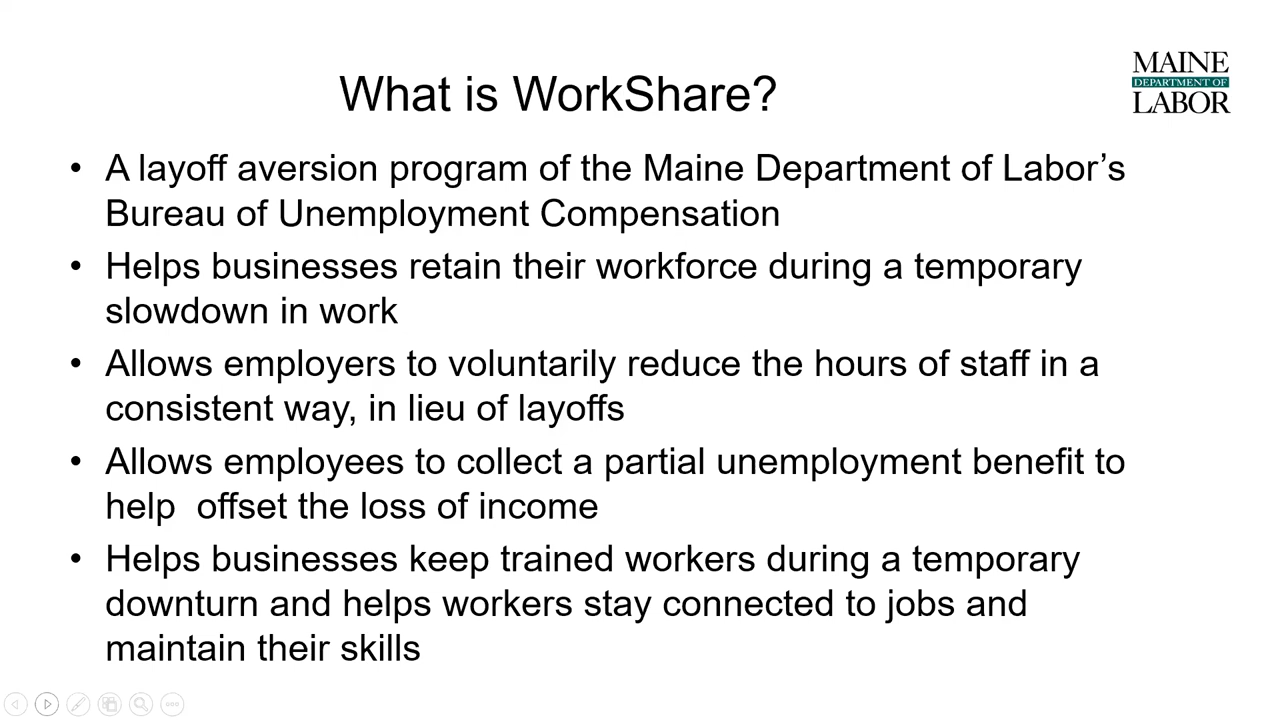 What is WorkShare?
MAINE
DEPARTMENT OF
LABOR
• A layoff aversion program of the Maine Department of Labor’s
Bureau of Unemployment Compensation
• Helps businesses retain their workforce during a temporary
slowdown in work
• Allows employers to voluntarily reduce the hours of staff in a
consistent way, in lieu of layoffs
• Allows employees to collect a partial unemployment benefit to
help  offset the loss of income
• Helps businesses keep trained workers during a temporary
downturn and helps workers stay connected to jobs and
maintain their skills